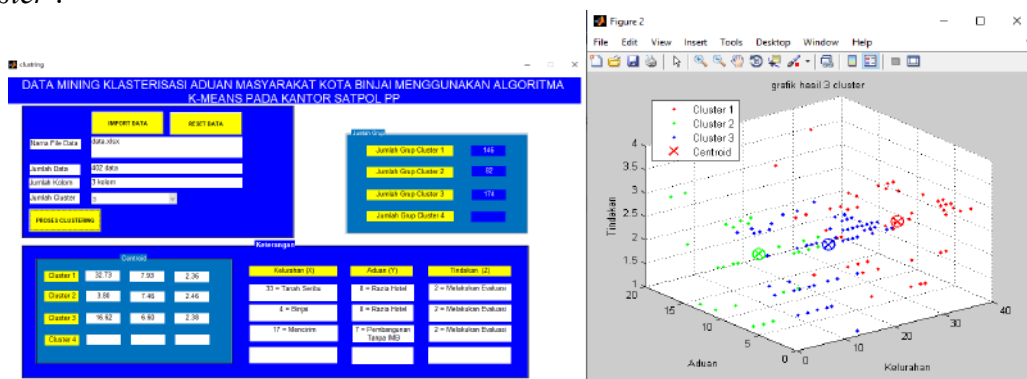 ster .
clustring
DATA MINING KLASTERISASI ADUAN MASYARAKAT KOTA BINJAI MENGGUNAKAN ALGORITMA
K-MEANS PADA KANTOR SATPOL PP
IMPORT DATA RESET DATA
Nama File Data data.xlsx
Jumlah Data 402 data
Jumlah Kolom 3 kolom
Jumlah Cluster 3
PROSES CLUSTERING
Jumlah Grup
Jumlah Grup Cluster 1 146
Jumlah Grup Cluster 2 82
Jumlah Grup Cluster 3 174
Jumlah Grup Cluster 4
Keterangan
Centroid
Cluster 1 32.73 7.93 2.36
Cluster 2 3.80 7.46 2.46
Cluster 3 16.62 6.60 2.38
Cluster 4
Kelurahan (X) Aduan (Y) Tindakan (Z)
33 = Tanah Seribu 8 = Razia Hotel 2 = Melakukan Evaluasi
4 = Binjai 8 = Razia Hotel 2 = Melakukan Evaluasi
17 = Mencirim 7 = Pembangunan Tanpa IMB 2 = Melakukan Evaluasi
Figure 2
File Edit View Insert Tools Desktop Window Help
grafik hasil 3 cluster
Cluster 1
Cluster 2
Cluster 3
Centroid
4
3.5
3
2.5
2
1.5
1
Tindakan
20
15
10
5
0
Aduan
0
10
20
30
40
Kelurahan